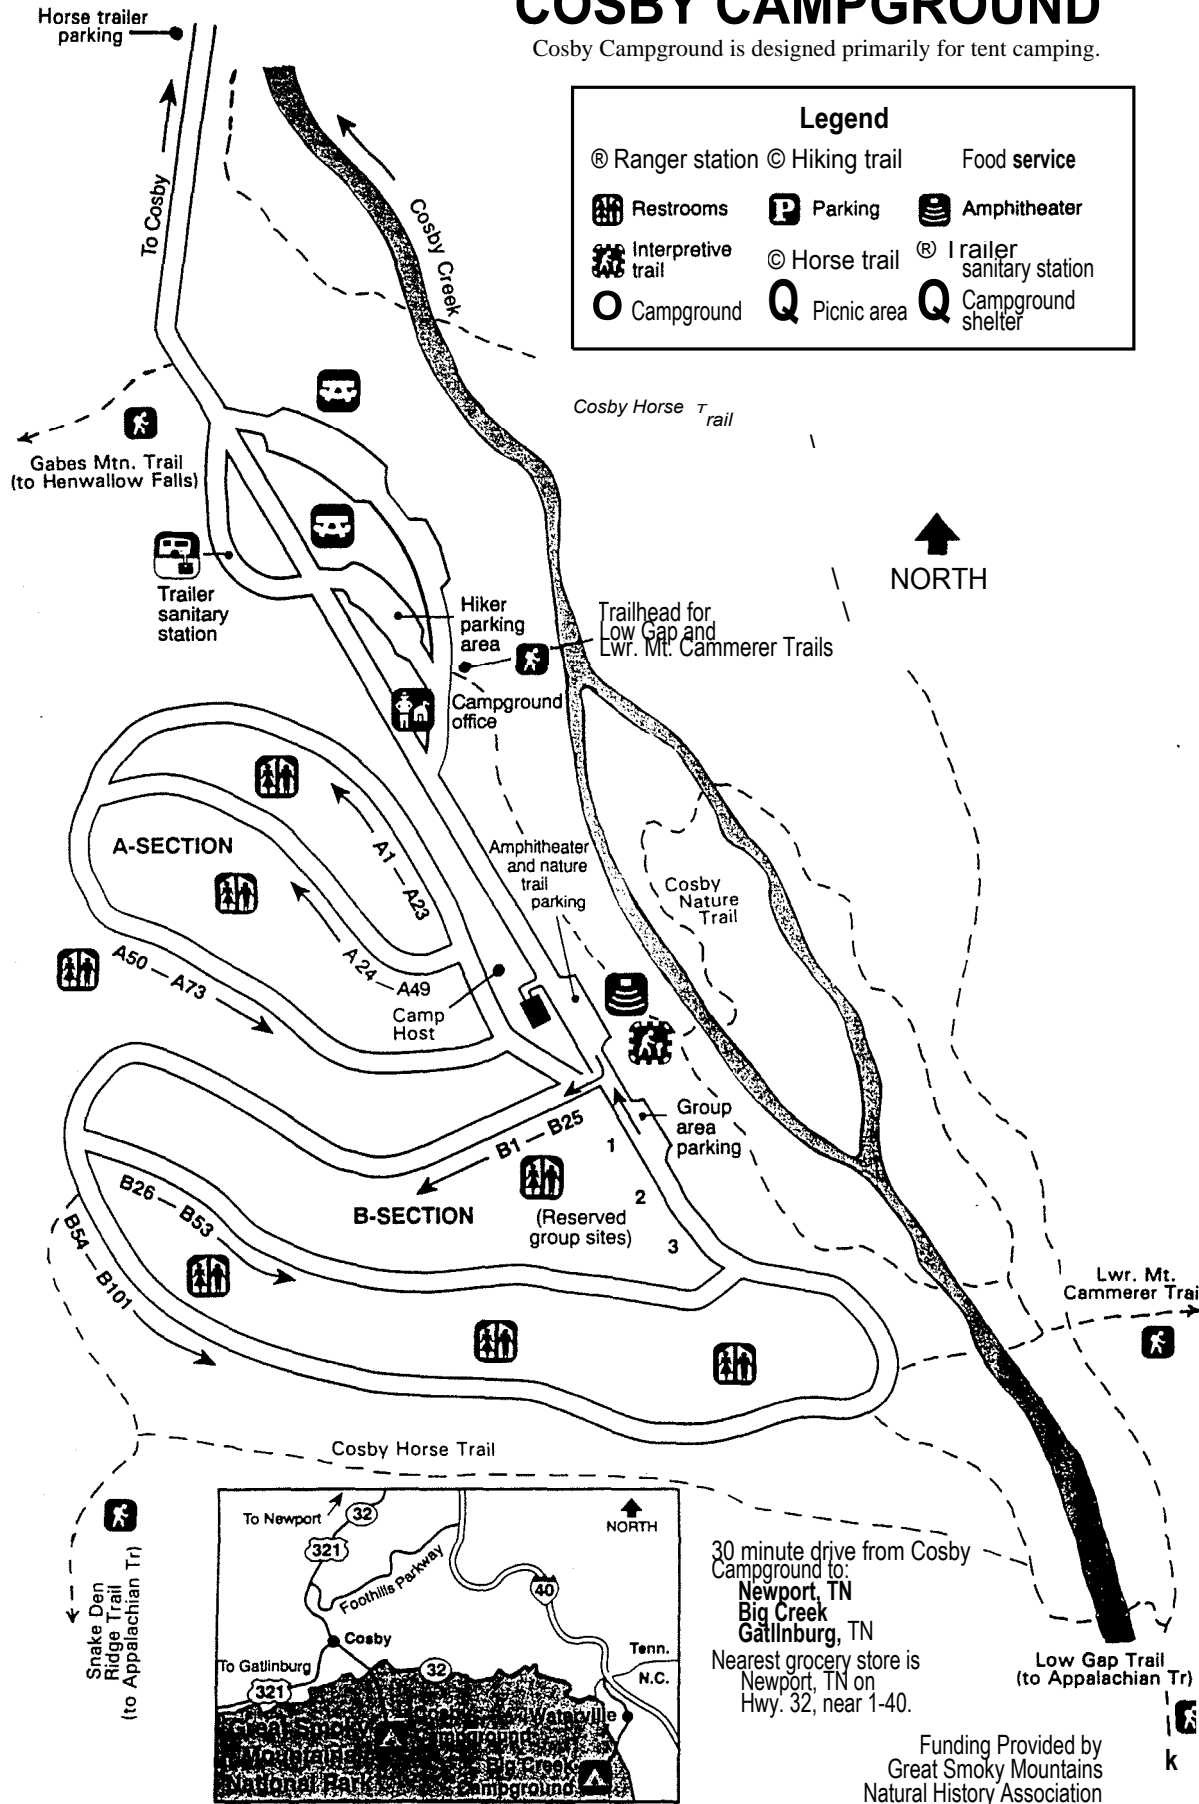 COSBY CAMPGROUND
Cosby Campground is designed primarily for tent camping.
Horse trailer
parking
Legend
® Ranger station © Hiking trail Food service
Restrooms P Parking Amphitheater
Interpretive
trail
© Horse trail ® Trailer
sanitary station
O Campground Q Picnic area Q Campground
shelter
To Cosby
Cosby Creek
Cosby Horse Trail
Gabes Mtn. Trail
(to Henwallow Falls)
NORTH
Trailer
sanitary
station
Hiker
parking
area
Trailhead for
Low Gap and
Lwr. Mt. Cammerer Trails
Campground
office
A-SECTION
A1 — A23
A24 — A49
A50 — A73
Amphitheater
and nature
trail
parking
Cosby
Nature
Trail
Camp
Host
Group
area
parking
B1 — B25
1
2
3
B-SECTION
(Reserved
group sites)
B26 — B53
B54 — B101
Lwr. Mt.
Cammerer Trai
Cosby Horse Trail
Snake Den
Ridge Trail
(to Appalachian Tr)
To Newport
32
321
NORTH
Foothills Parkway
40
Cosby
To Gatlinburg
321
32
Tenn.
N.C.
Waterville
Great Smoky
Mountains
National Park
Cosby
Campground
Big Creek
Campground
30 minute drive from Cosby
Campground to:
Newport, TN
Big Creek
Gatlinburg, TN
Nearest grocery store is
Newport, TN on
Hwy. 32, near 1-40.
Low Gap Trail
(to Appalachian Tr)
k
Funding Provided by
Great Smoky Mountains
Natural History Association